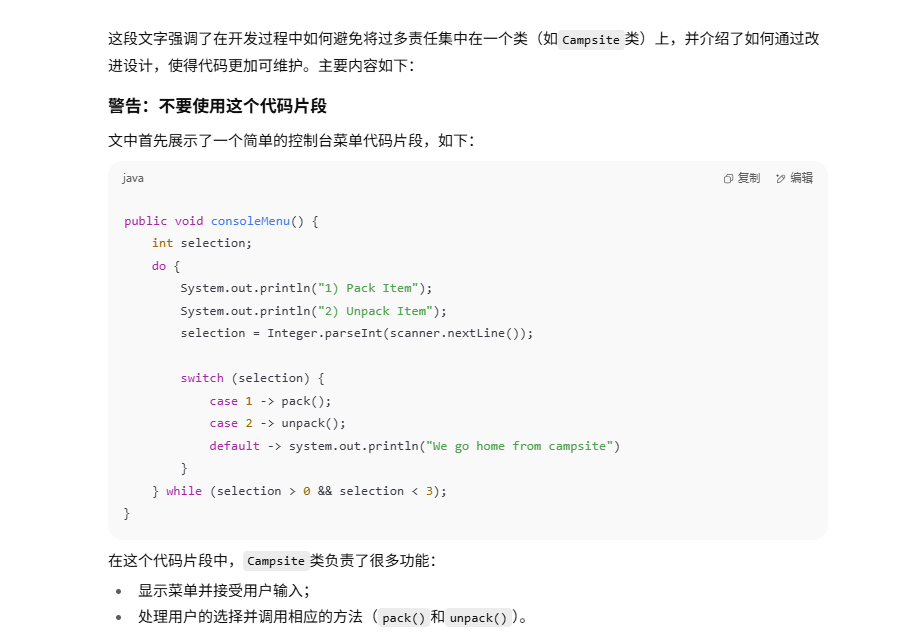 这段文字强调了在开发过程中如何避免将过多责任集中在一个类（如 Campsite 类）上，并介绍了如何通过改
进设计，使得代码更加可维护。主要内容如下：
警告：不要使用这个代码片段
文中首先展示了一个简单的控制台菜单代码片段，如下：
java 复制 编辑
public void consoleMenu() {
    int selection;
    do {
        System.out.println("1) Pack Item");
        System.out.println("2) Unpack Item");
        selection = Integer.parseInt(scanner.nextLine());
        switch (selection) {
            case 1 -> pack();
            case 2 -> unpack();
            default -> system.out.println("We go home from campsite")
        }
    } while (selection > 0 && selection < 3);
}
在这个代码片段中，Campsite 类负责了很多功能：
• 显示菜单并接受用户输入；
• 处理用户的选择并调用相应的方法（pack() 和 unpack()）。